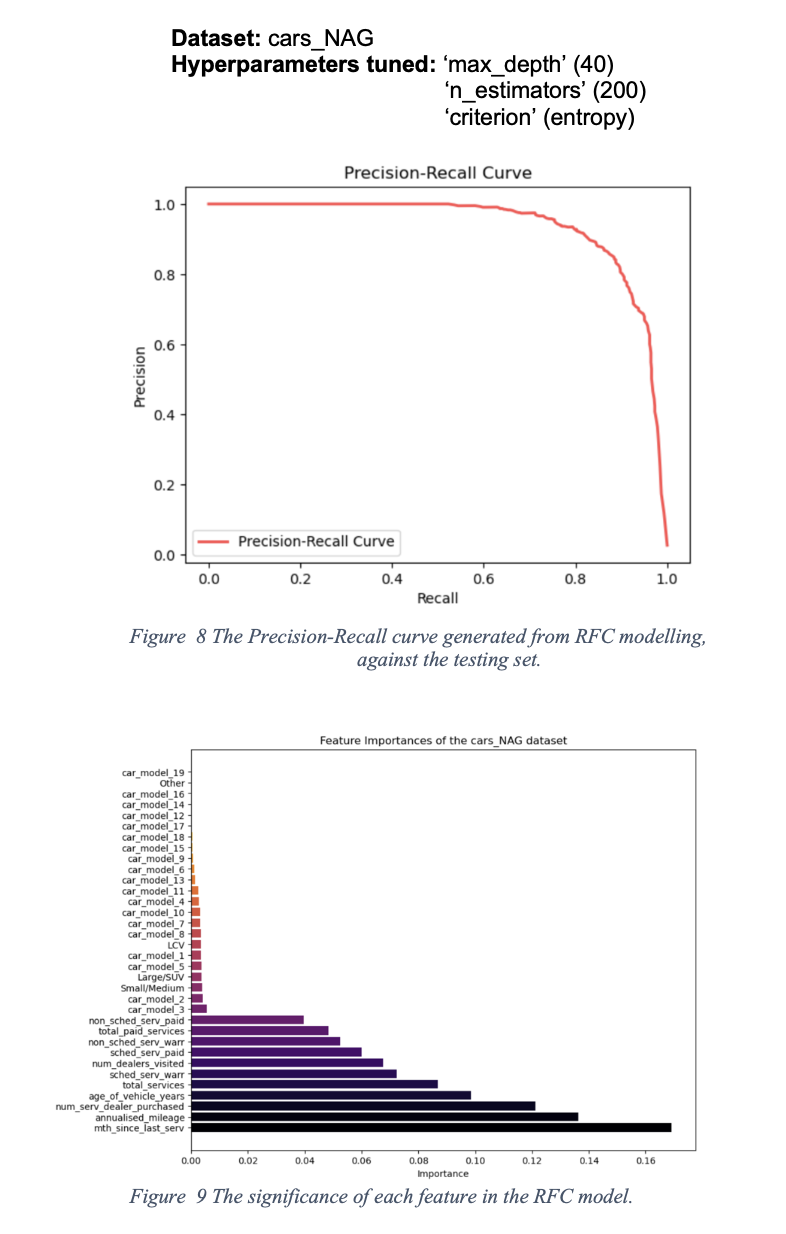 Dataset: cars_NAG
Hyperparameters tuned: ‘max_depth’ (40)
‘n_estimators’ (200)
‘criterion’ (entropy)
Precision-Recall Curve
1.0
0.8
0.6
0.4
0.2
0.0
Precision
Precision-Recall Curve
0.0 0.2 0.4 0.6 0.8 1.0
Recall
Figure 8 The Precision-Recall curve generated from RFC modelling,
against the testing set.
Feature Importances of the cars_NAG dataset
car_model_19
Other
car_model_16
car_model_14
car_model_12
car_model_17
car_model_18
car_model_15
car_model_9
car_model_6
car_model_13
car_model_11
car_model_4
car_model_10
car_model_7
car_model_8
LCV
car_model_1
car_model_5
Large/SUV
Small/Medium
car_model_2
car_model_3
non_sched_serv_paid
total_paid_services
non_sched_serv_warr
sched_serv_paid
num_dealers_visited
sched_serv_warr
total_services
age_of_vehicle_years
num_serv_dealer_purchased
annualised_mileage
mth_since_last_serv
0.00 0.02 0.04 0.06 0.08 0.10 0.12 0.14 0.16
Importance
Figure 9 The significance of each feature in the RFC model.